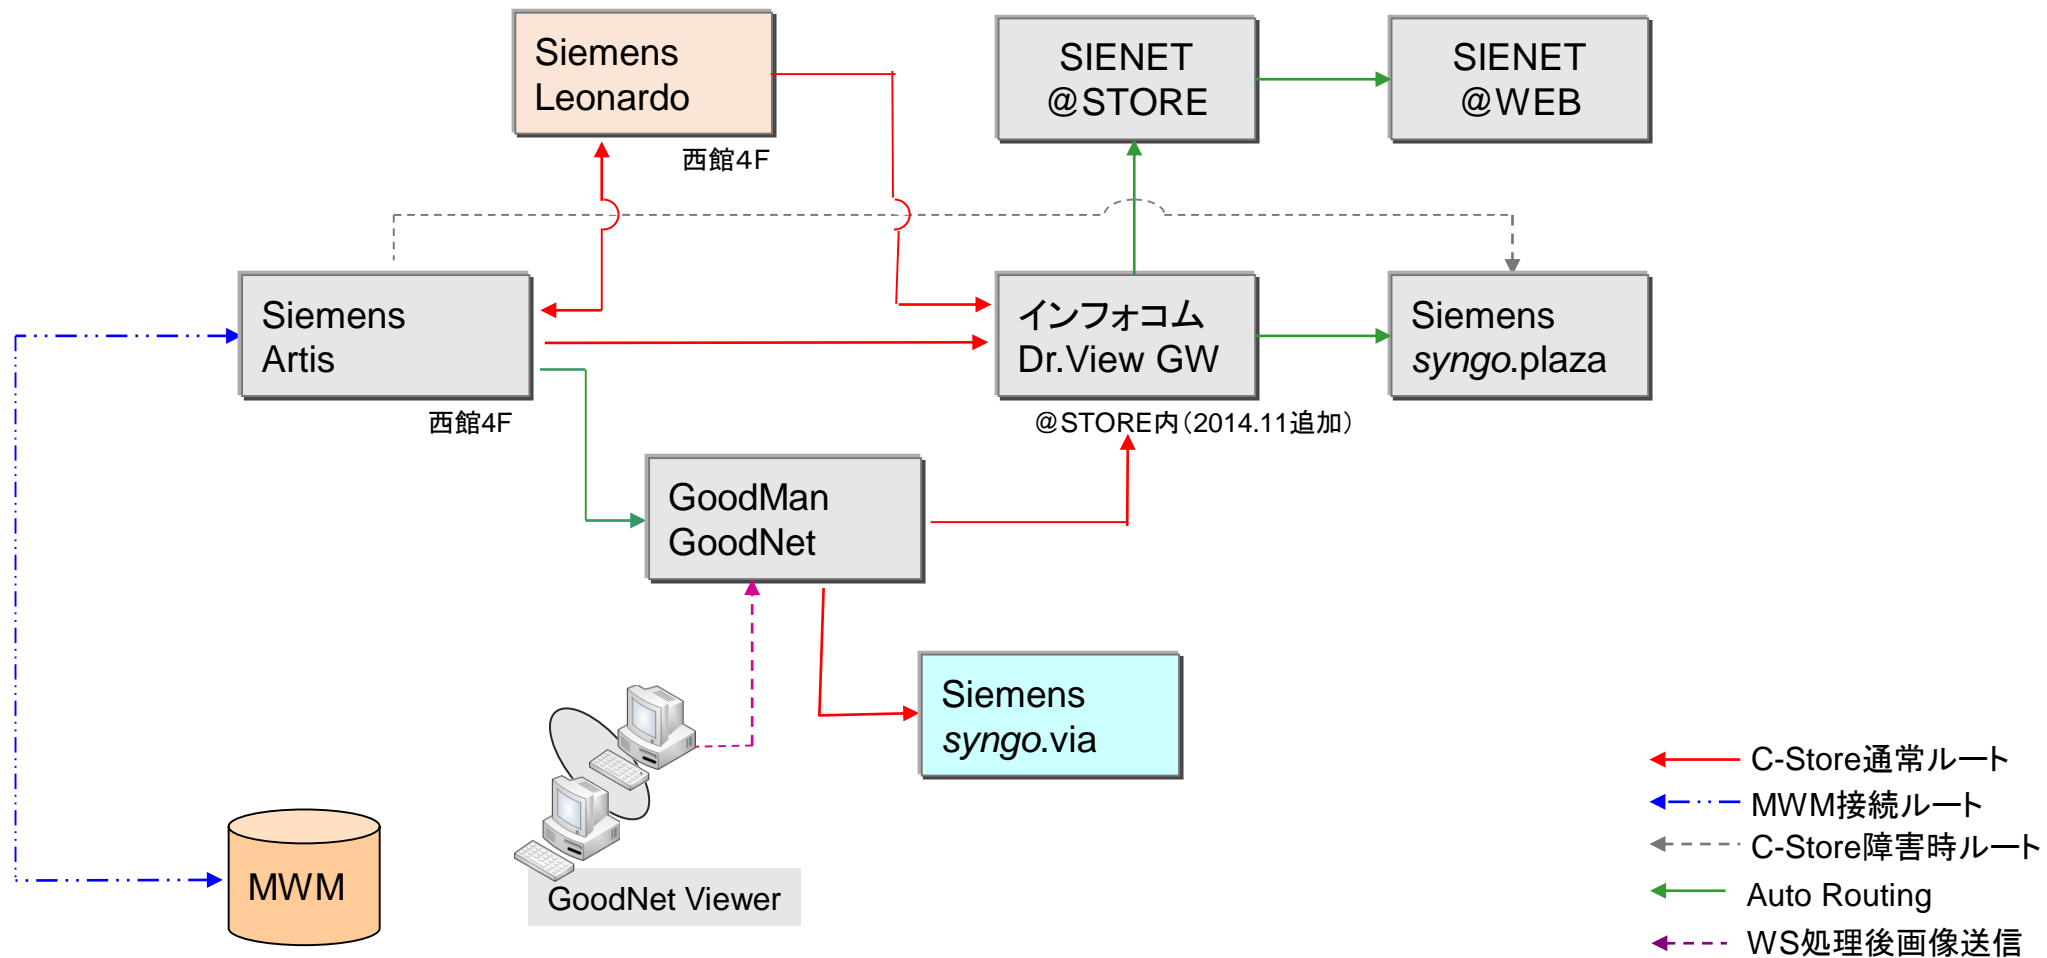 Siemens
Leonardo
西館4F
SIENET
@STORE
SIENET
@WEB
Siemens
Artis
西館4F
インフォコム
Dr.View GW
@STORE内（2014.11追加）
Siemens
syngo.plaza
GoodMan
GoodNet
Siemens
syngo.via
MWM
GoodNet Viewer
C-Store通常ルート
MWM接続ルート
C-Store障害時ルート
Auto Routing
WS処理後画像送信